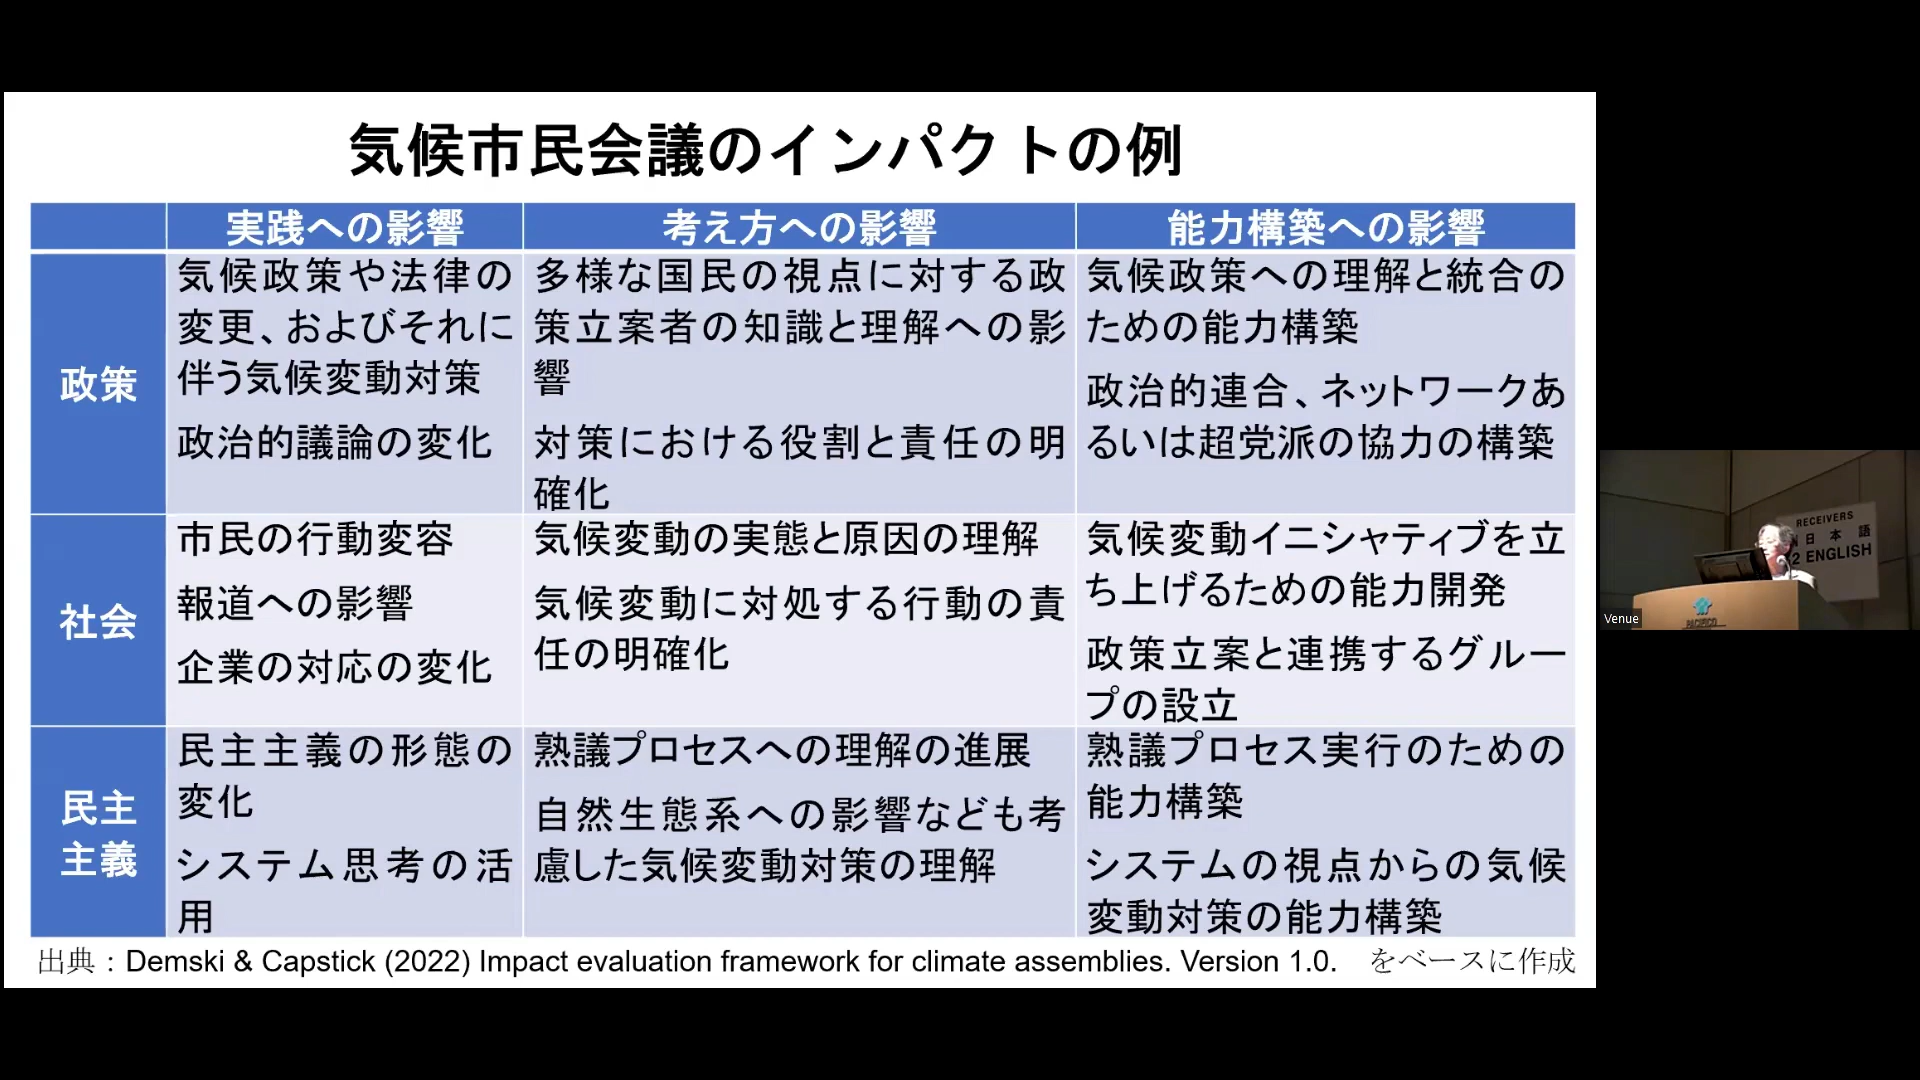 気候市民会議のインパクトの例
実践への影響
考え方への影響
能力構築への影響
政策
気候政策や法律の
変更、およびそれに
伴う気候変動対策
政治的議論の変化
多様な国民の視点に対する政
策立案者の知識と理解への影
響
対策における役割と責任の明
確化
気候政策への理解と統合の
ための能力構築
政治的連合、ネットワークあ
るいは超党派の協力の構築
社会
市民の行動変容
報道への影響
企業の対応の変化
気候変動の実態と原因の理解
気候変動に対処する行動の責
任の明確化
気候変動イニシャティブを立
ち上げるための能力開発
政策立案と連携するグルー
プの設立
民主
主義
民主主義の形態の
変化
システム思考の活
用
熟議プロセスへの理解の進展
自然生態系への影響なども考
慮した気候変動対策の理解
熟議プロセス実行のための
能力構築
システムの視点からの気候
変動対策の能力構築
出典：Demski & Capstick (2022) Impact evaluation framework for climate assemblies. Version 1.0. をベースに作成
RECEIVERS
日本語
2 ENGLISH
PACIFICO
Venue